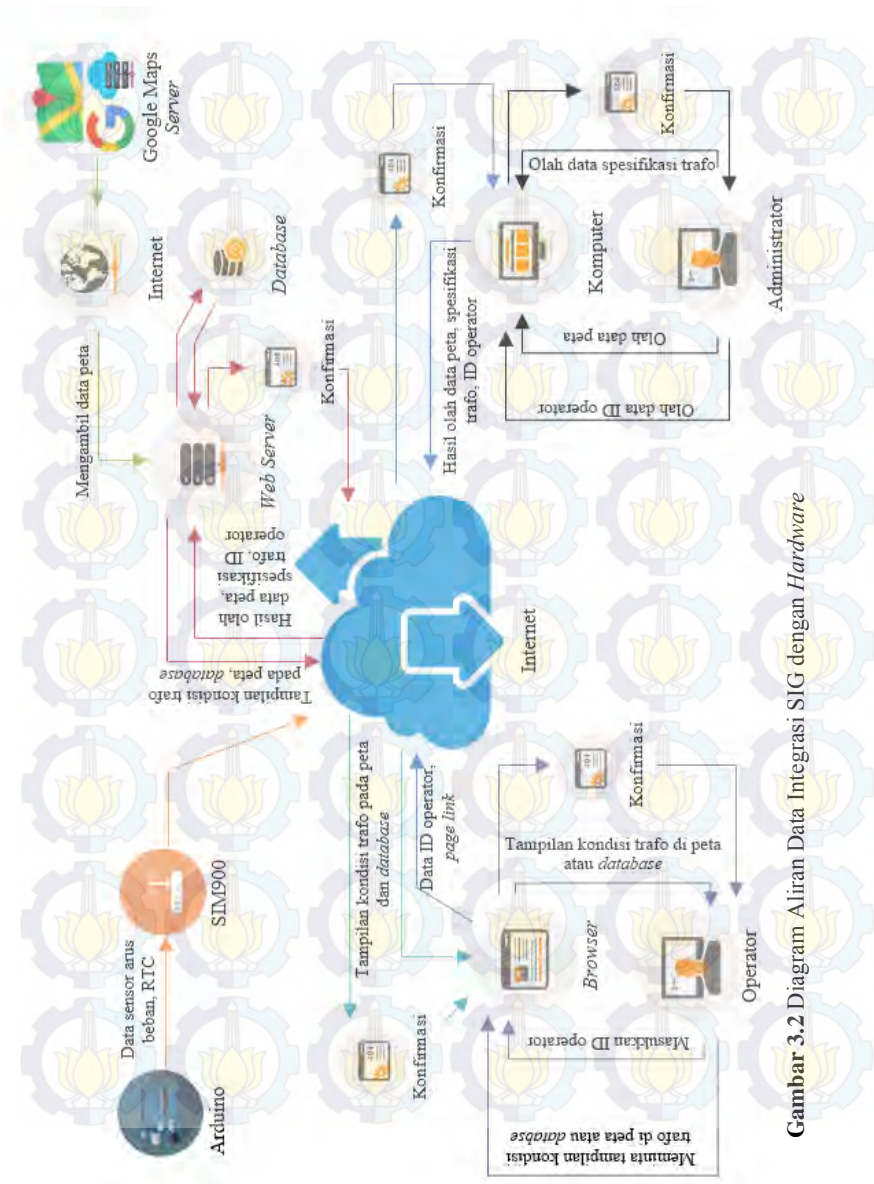 Google Maps
Server
Internet
Database
Mengambil data peta
Web Server
Konfirmasi
Konfirmasi
Konfirmasi
Olah data spesifikasi trafo
Komputer
Administrator
Hasil olah data peta, spesifikasi
trafo, ID operator
Olah data peta
Olah data ID operator
Hasil olah
data peta,
spesifikasi
trafo, ID
operator
Tampilan kondisi trafo
pada peta, database
Internet
SIM900
Data sensor arus
beban, RTC
Arduino
Tampilan kondisi trafo pada peta
dan database
Data ID operator,
page link
Konfirmasi
Konfirmasi
Browser
Tampilan kondisi trafo di peta
atau database
Operator
Masukkan ID operator
Meminta tampilan kondisi
trafo di peta atau databse
Gambar 3.2 Diagram Aliran Data Integrasi SIG dengan Hardware